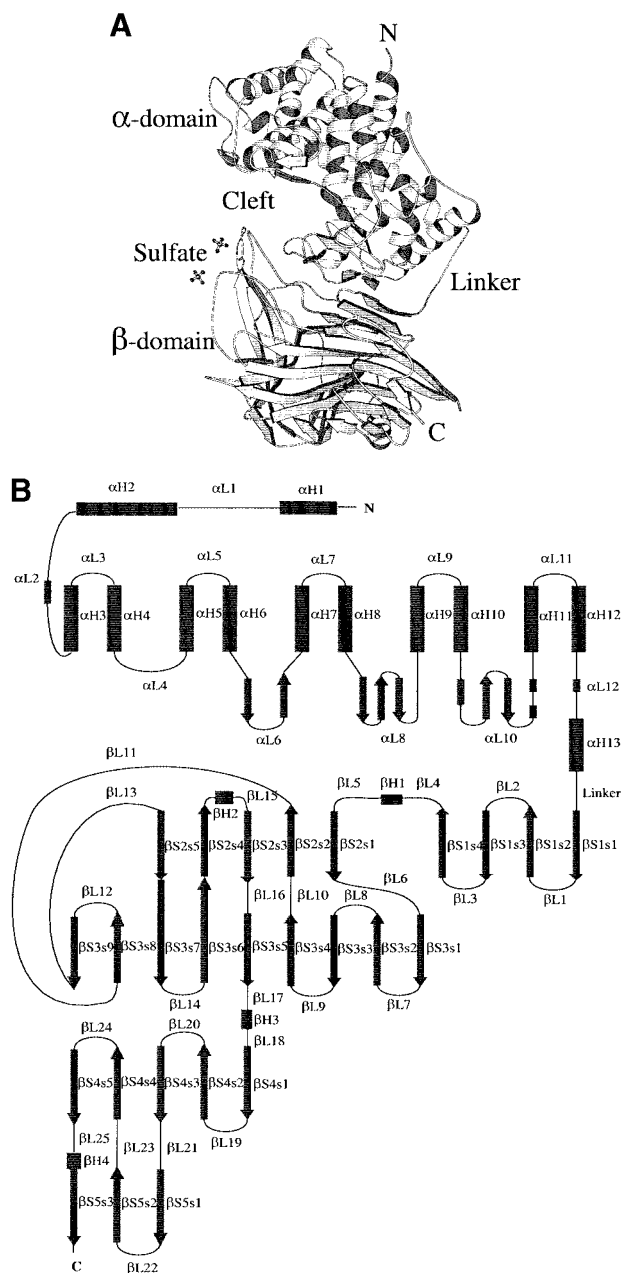 A
N
α-domain
Cleft
Sulfate
Linker
β-domain
C
B
αH2 αL1 αH1
N
αL2 αL3 αL5 αL7 αL9 αL11
αH3 αH4 αH5 αH6 αH7 αH8 αH9 αH10 αH11 αH12
αL4 αL12
αL6 αL8 αL10
αH13
βL11
βL13 βL15 βL5 βH1 βL4 βL2 Linker
βH2
βS2s5 βS2s4 βS2s3 βS2s2 βS2s1 βS1s4 βS1s3 βS1s2 βS1s1
βL6
βL12 βL16 βL10 βL8 βL3 βL1
βS3s9 βS3s8 βS3s7 βS3s6 βS3s5 βS3s4 βS3s3 βS3s2 βS3s1
βL14 βL17 βL9 βL7
βH3
βL24 βL20 βL18
βS4s5 βS4s4 βS4s3 βS4s2 βS4s1
βL25 βL23 βL21 βL19
βH4
βS5s3 βS5s2 βS5s1
C βL22